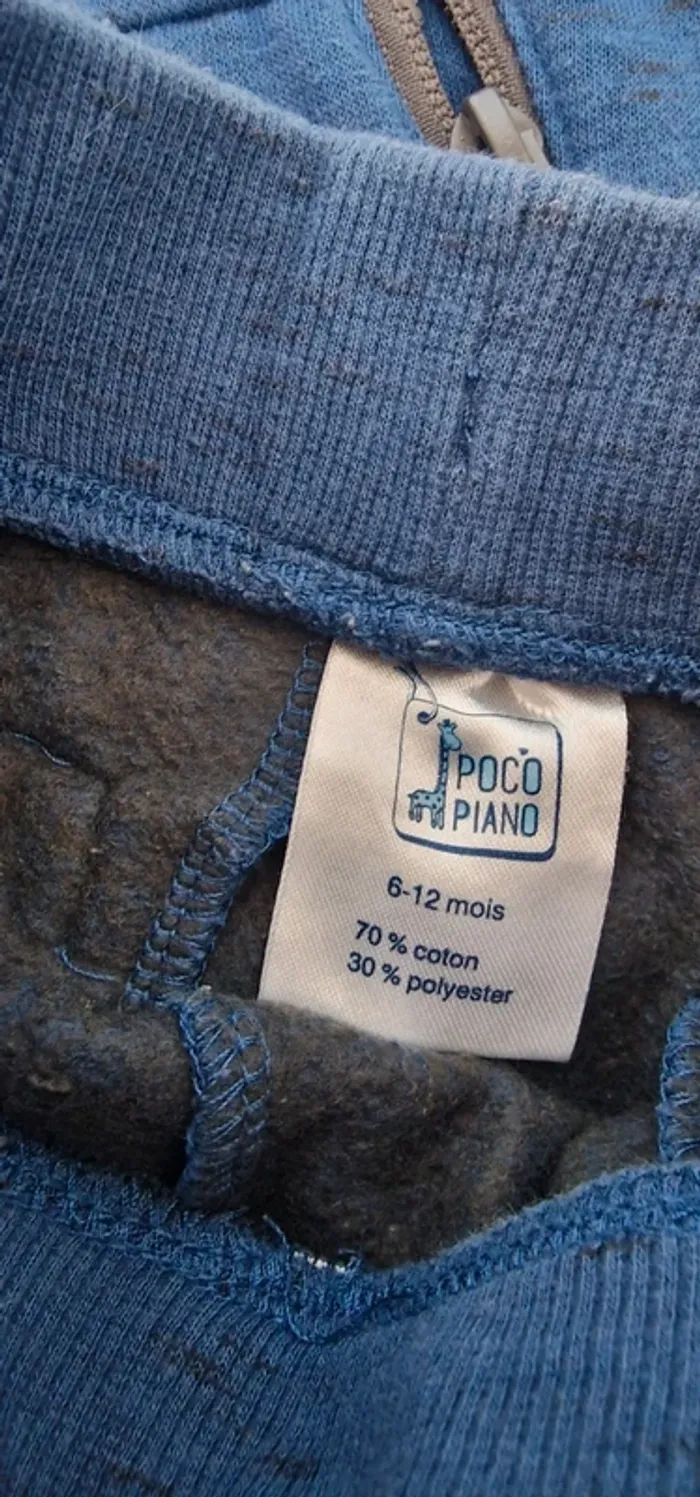 POCO
PIANO
6-12 mois
70 % coton
30 % polyester